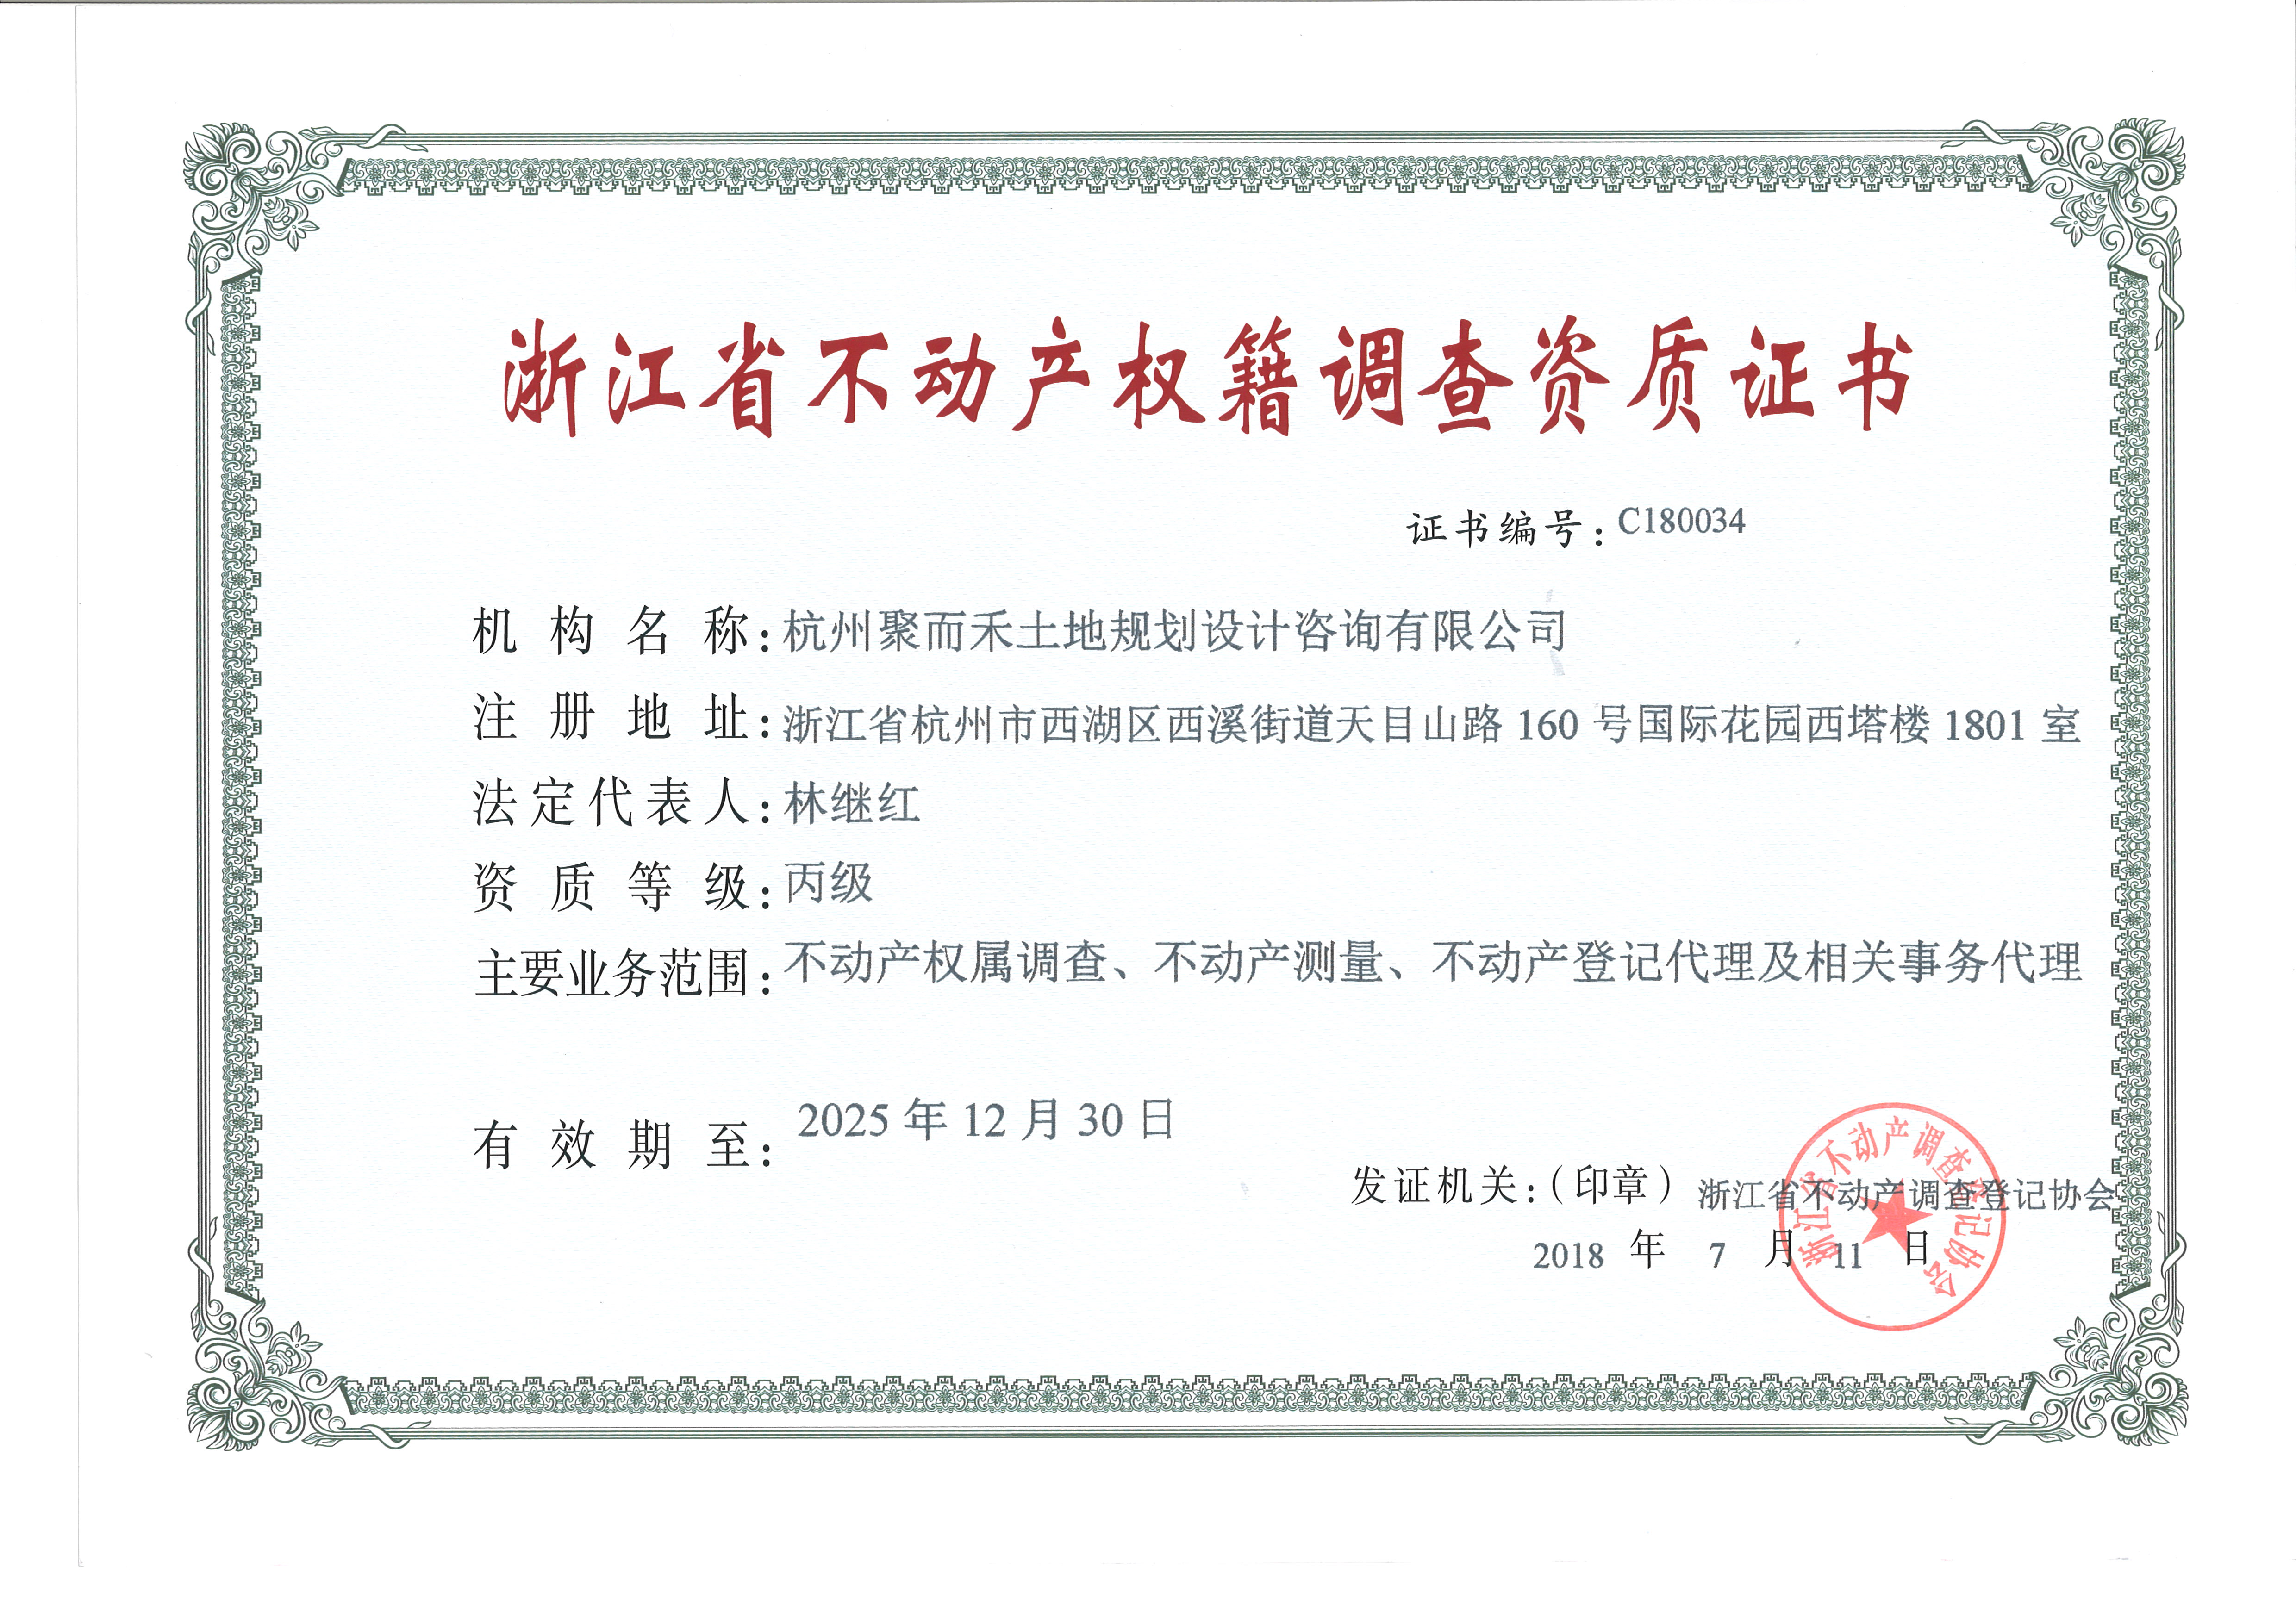 浙江省不动产权籍调查资质证书
证书编号：C180034
机构名称：杭州聚而禾土地规划设计咨询有限公司
注册地址：浙江省杭州市西湖区西溪街道天目山路 160 号国际花园西塔楼 1801 室
法定代表人：林继红
资质等级：丙级
主要业务范围：不动产权属调查、不动产测量、不动产登记代理及相关事务代理
有效期至：2025 年 12 月 30 日
发证机关：（印章）浙江省不动产调查登记协会
2018 年 7 月 11 日
浙江省不动产调查登记协会